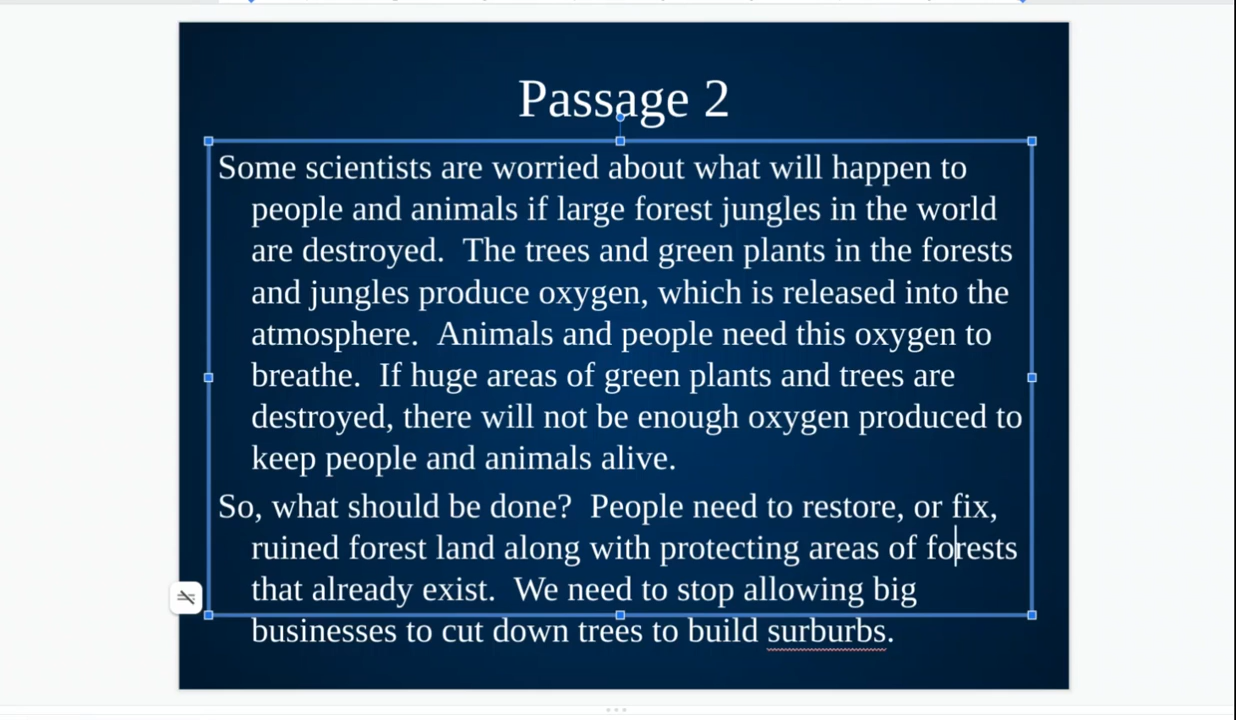 Passage 2
Some scientists are worried about what will happen to
people and animals if large forest jungles in the world
are destroyed.  The trees and green plants in the forests
and jungles produce oxygen, which is released into the
atmosphere.  Animals and people need this oxygen to
breathe.  If huge areas of green plants and trees are
destroyed, there will not be enough oxygen produced to
keep people and animals alive.
So, what should be done?  People need to restore, or fix,
ruined forest land along with protecting areas of forests
that already exist.  We need to stop allowing big
businesses to cut down trees to build surburbs.